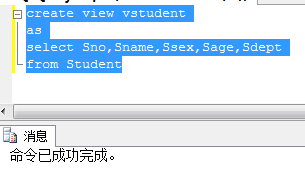 create view vstudent
as
select Sno,Sname,Ssex,Sage,Sdept
from Student
消息
命令已成功完成。